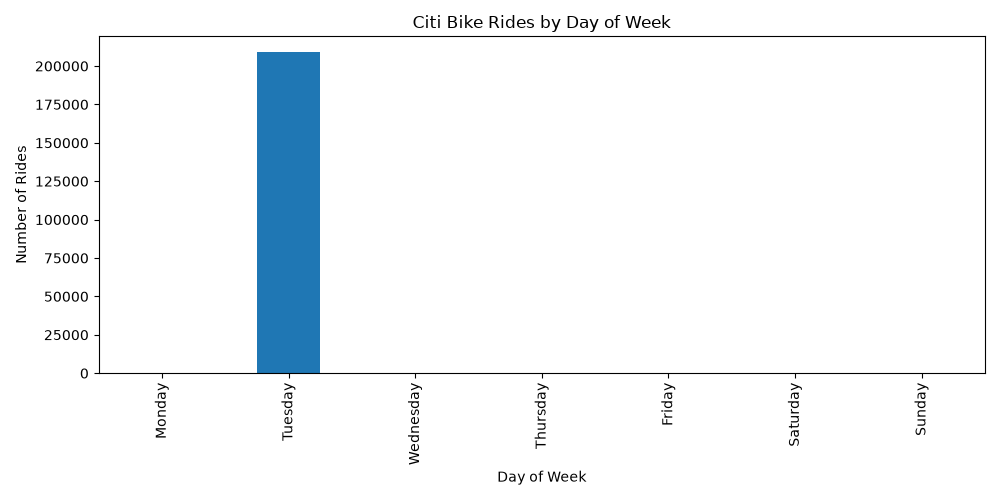 Citi Bike Rides by Day of Week
Number of Rides
200000
175000
150000
125000
100000
75000
50000
25000
0
Monday
Tuesday
Wednesday
Thursday
Friday
Saturday
Sunday
Day of Week